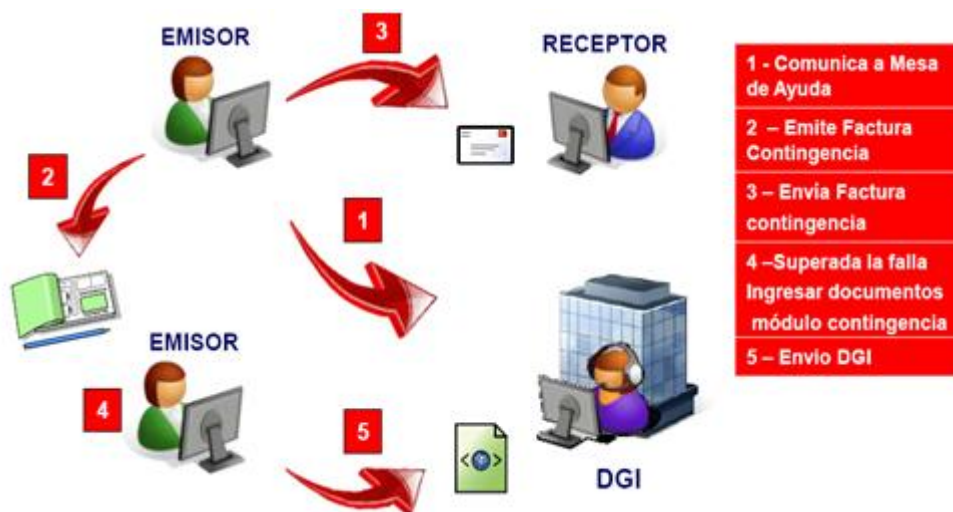 EMISOR
3
RECEPTOR
2
1
EMISOR
4
5
DGI
1 - Comunica a Mesa
de Ayuda
2 – Emite Factura
Contingencia
3 – Envia Factura
contingencia
4 –Superada la falla
Ingresar documentos
módulo contingencia
5 – Envio DGI